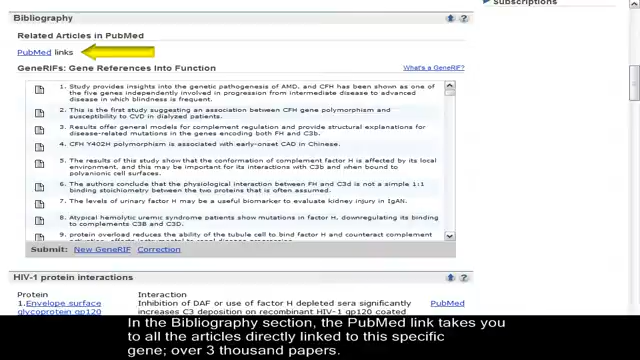 Subscriptions
Bibliography
Related Articles in PubMed
PubMed links
GeneRIFs: Gene References Into Function
What's a GeneRIF?
1. Study provides insights into the genetic pathogenesis of AMD, and CFH has been shown as one of
the five genes independently involved in progression from intermediate disease to advanced
disease in which blindness is frequent.
2. This is the first study suggesting an association between CFH gene polymorphism and
susceptibility to CVD in dialyzed patients.
3. Results offer general models for complement regulation and provide structural explanations for
disease-related mutations in the genes encoding both FH and C3b.
4. CFH Y402H polymorphism is associated with early-onset CAD in Chinese.
5. The results of this study show that the conformation of complement factor H is affected by its local
environment, and this may be important for its interactions with C3b and when bound to
polyanionic surfaces.
6. The authors conclude that the physiological interaction between FH and C3d is not a simple 1:1
binding stoichiometry between the two proteins that is often assumed.
7. The levels of urinary factor H may be a useful biomarker to evaluate kidney injury in IgAN.
8. Atypical hemolytic uremic syndrome patients show mutations in factor H, downregulating its binding
to complements C3B and C3D.
9. protein overload reduces the ability of the tubule cell to bind factor H and counteract complement
Submit: New GeneRIF Correction
HIV-1 protein interactions
Protein Interaction
1.Envelope surface Inhibition of DAF or use of factor H depleted sera significantly PubMed
glycoprotein gp120 increases C3 deposition on recombinant HIV-1 gp120 coated
In the Bibliography section, the PubMed link takes you
to all the articles directly linked to this specific
gene; over 3 thousand papers.